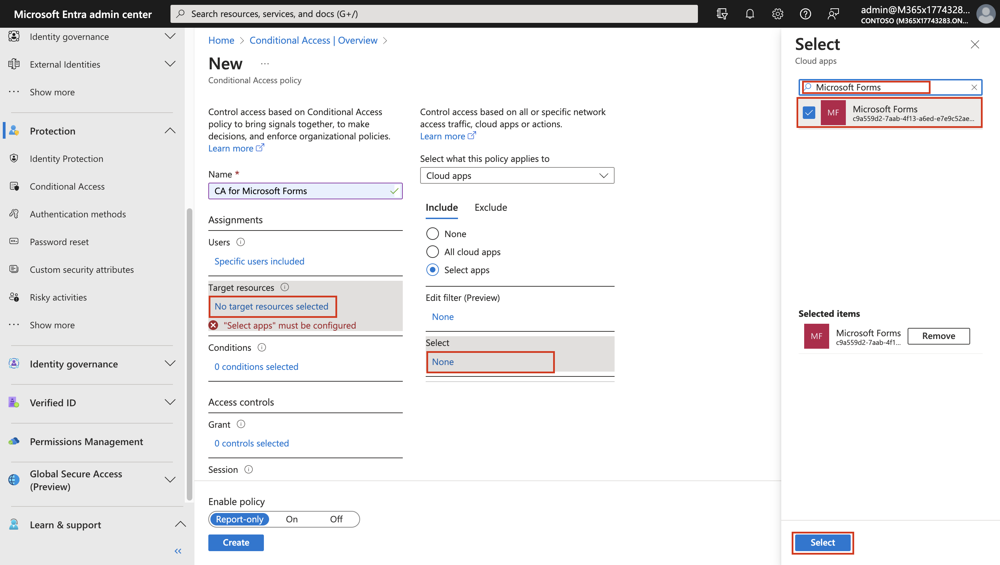 Microsoft Entra admin center
Search resources, services, and docs (G+/)
admin@M365x1774328...
CONTOSO (M365X17743283.ON...
Identity governance
External Identities
Show more
Protection
Identity Protection
Conditional Access
Authentication methods
Password reset
Custom security attributes
Risky activities
Show more
Identity governance
Verified ID
Permissions Management
Global Secure Access
(Preview)
Learn & support
Home > Conditional Access | Overview >
New ...
Conditional Access policy
Control access based on Conditional Access
policy to bring signals together, to make
decisions, and enforce organizational policies.
Learn more
Name *
CA for Microsoft Forms
Assignments
Users
Specific users included
Target resources
No target resources selected
"Select apps" must be configured
Conditions
0 conditions selected
Access controls
Grant
0 controls selected
Session
Enable policy
Report-only On Off
Create
Control access based on all or specific network
access traffic, cloud apps or actions.
Learn more
Select what this policy applies to
Cloud apps
Include Exclude
None
All cloud apps
Select apps
Edit filter (Preview)
None
Select
None
Select
Cloud apps
Microsoft Forms
MF
Microsoft Forms
c9a559d2-7aab-4f13-a6ed-e7e9c52ae...
Selected items
MF
Microsoft Forms
c9a559d2-7aab-4f1...
Remove
Select